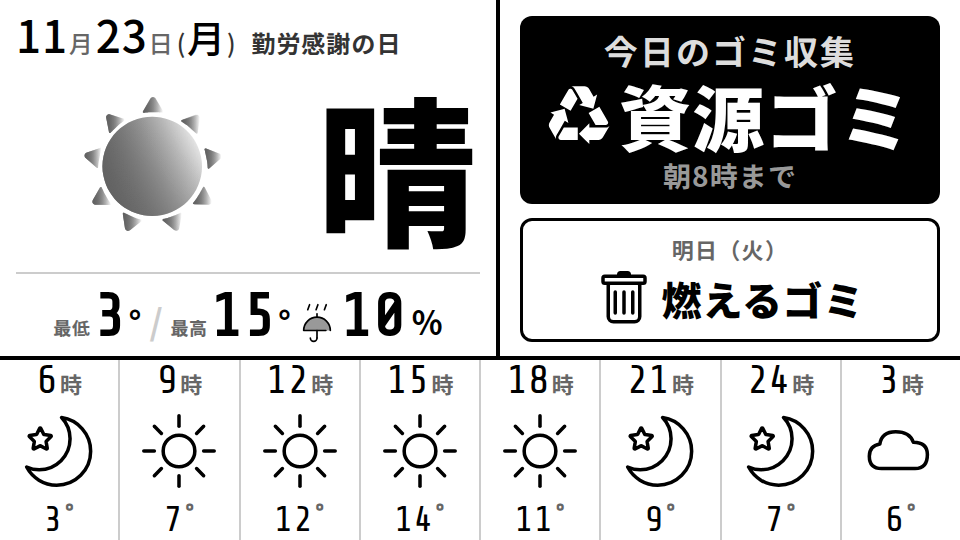 11月23日(月) 勤労感謝の日
晴
最低 3° / 最高 15° 10%
今日のゴミ収集
♻資源ゴミ
朝8時まで
明日（火）
燃えるゴミ
6時 9時 12時 15時 18時 21時 24時 3時
3° 7° 12° 14° 11° 9° 7° 6°